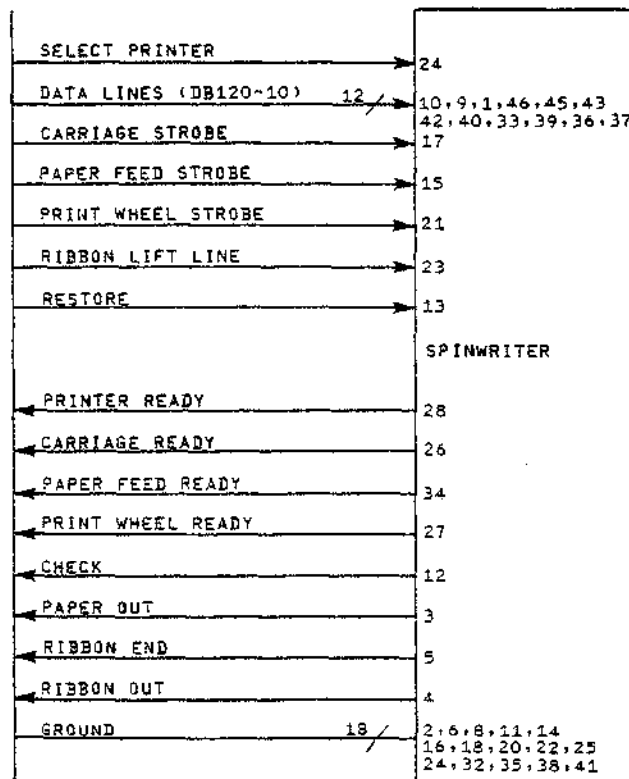 SELECT PRINTER 24
DATA LINES (DB120~10) 12/ 10,9,1,46,45,43
42,40,33,39,36,37
CARRIAGE STROBE 17
PAPER FEED STROBE 15
PRINT WHEEL STROBE 21
RIBBON LIFT LINE 23
RESTORE 13
SPINWRITER
PRINTER READY 28
CARRIAGE READY 26
PAPER FEED READY 34
PRINT WHEEL READY 27
CHECK 12
PAPER OUT 3
RIBBON END 5
RIBBON OUT 4
GROUND 18/ 2,6,8,11,14
16,18,20,22,25
24,32,35,38,41